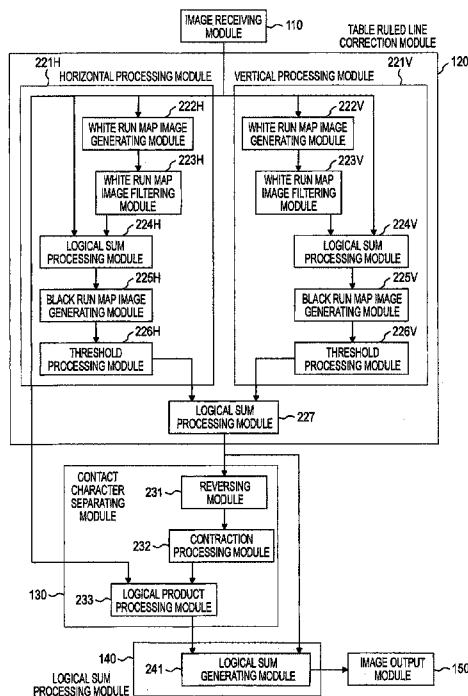 IMAGE RECEIVING
MODULE
110
TABLE RULED LINE
CORRECTION MODULE
120
221H
HORIZONTAL PROCESSING MODULE
VERTICAL PROCESSING MODULE
221V
222H
WHITE RUN MAP IMAGE
GENERATING MODULE
223H
WHITE RUN MAP
IMAGE FILTERING
MODULE
224H
LOGICAL SUM
PROCESSING MODULE
225H
BLACK RUN MAP IMAGE
GENERATING MODULE
226H
THRESHOLD
PROCESSING MODULE
222V
WHITE RUN MAP IMAGE
GENERATING MODULE
223V
WHITE RUN MAP
IMAGE FILTERING
MODULE
224V
LOGICAL SUM
PROCESSING MODULE
225V
BLACK RUN MAP IMAGE
GENERATING MODULE
226V
THRESHOLD
PROCESSING MODULE
LOGICAL SUM
PROCESSING MODULE
227
CONTACT
CHARACTER
SEPARATING
MODULE
231
REVERSING
MODULE
232
CONTRACTION
PROCESSING MODULE
130
233
LOGICAL PRODUCT
PROCESSING MODULE
140
241
LOGICAL SUM
GENERATING MODULE
LOGICAL SUM
PROCESSING MODULE
IMAGE OUTPUT
MODULE
150